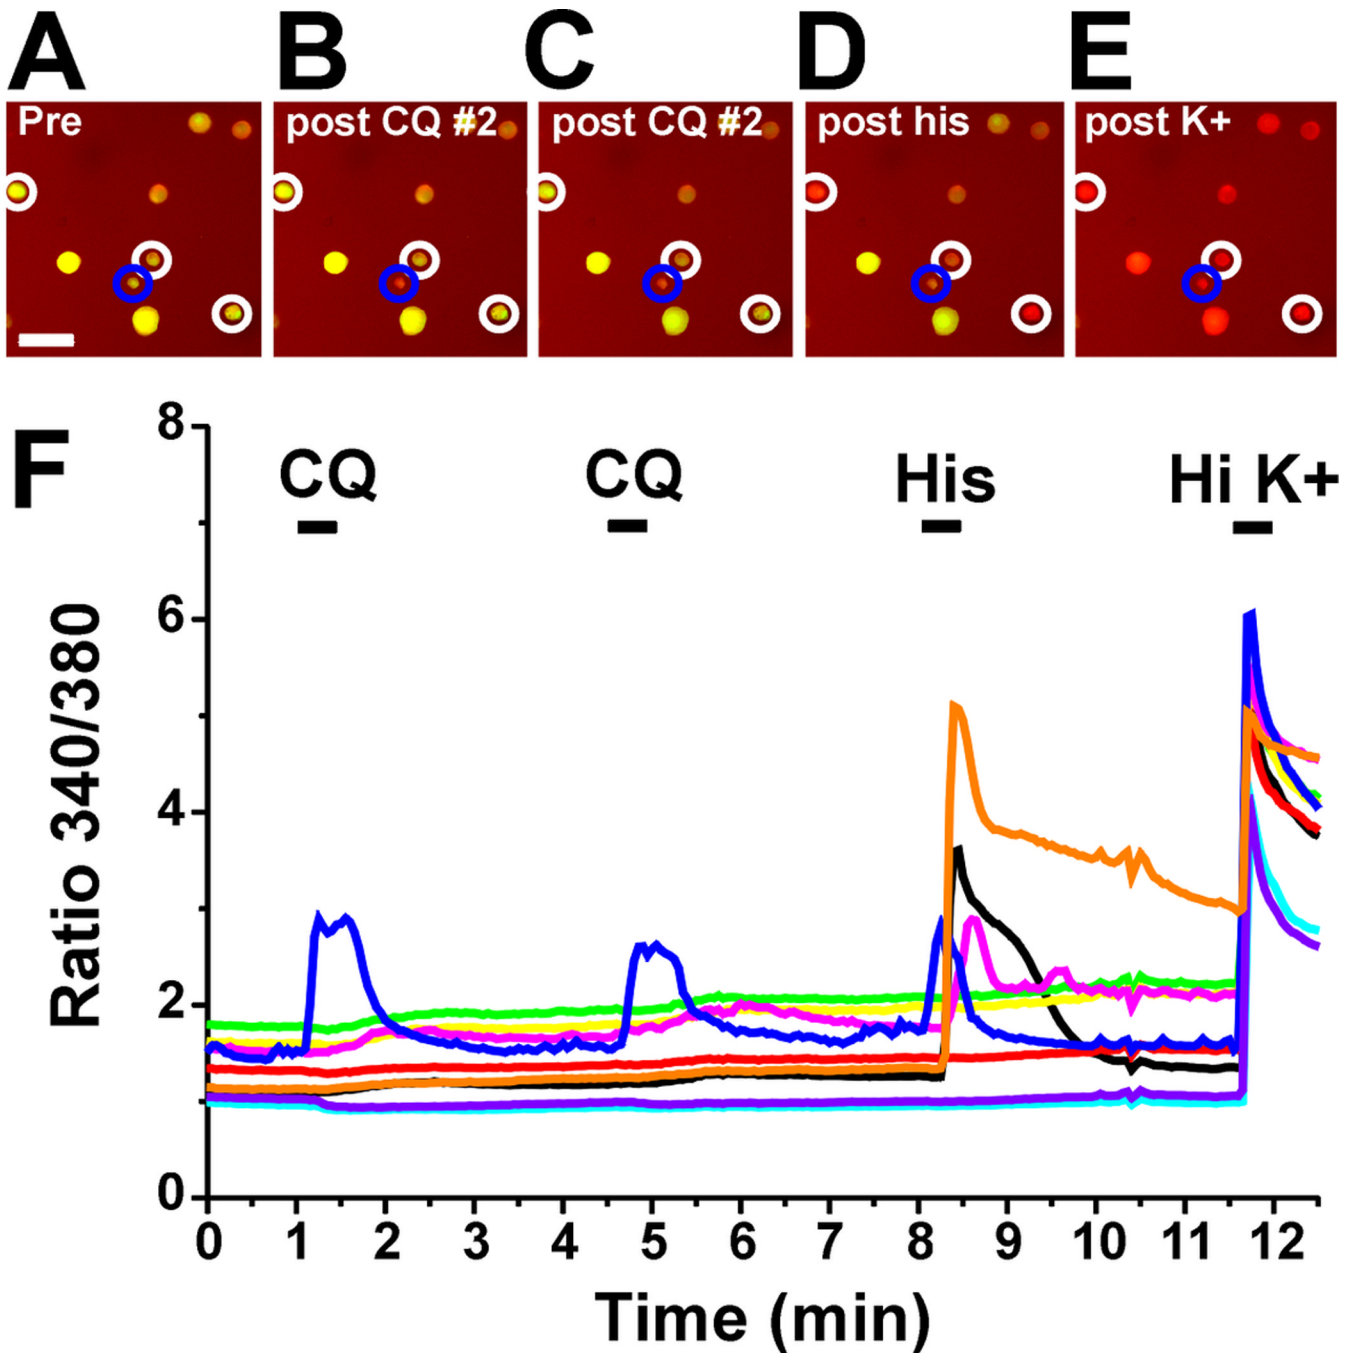 A B C D E
Pre post CQ #2 post CQ #2 post his post K+
F
CQ CQ His Hi K+
8
6
4
2
0
Ratio 340/380
0 1 2 3 4 5 6 7 8 9 10 11 12
Time (min)